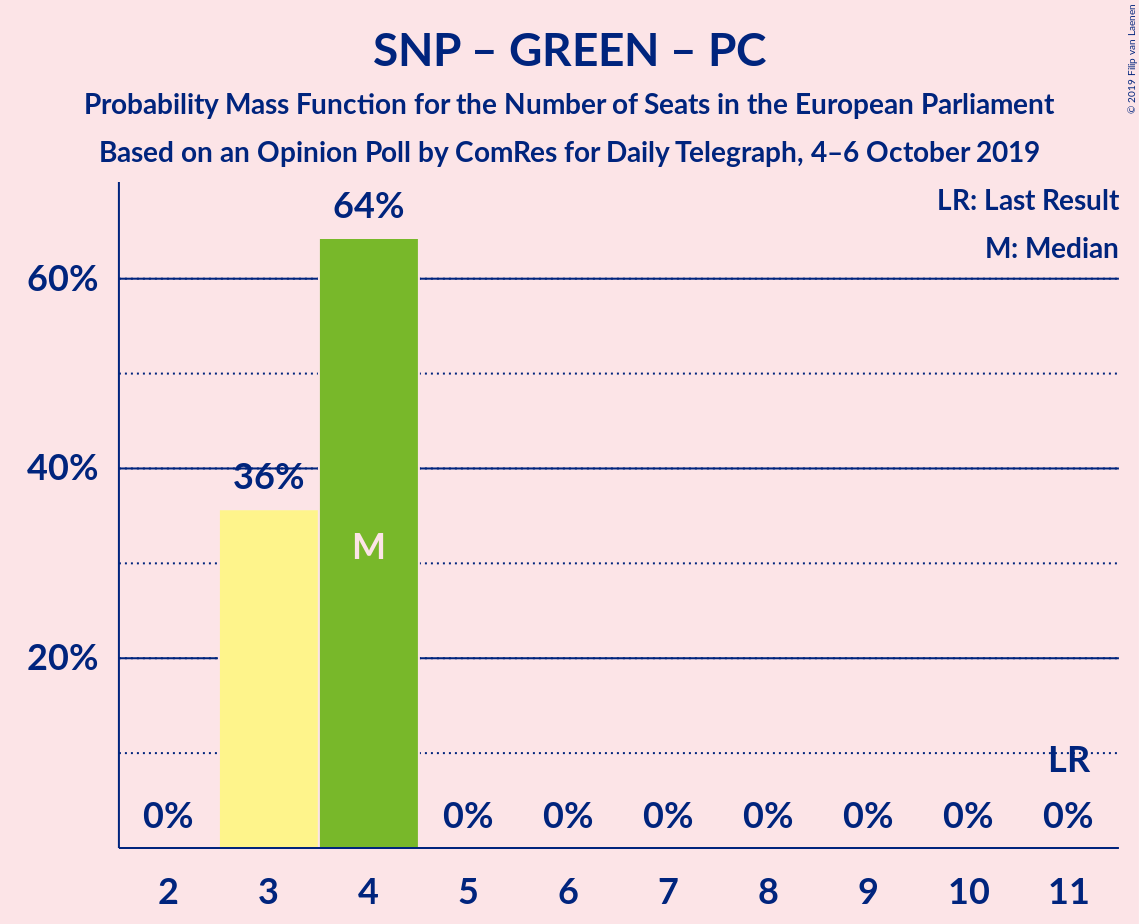 SNP – GREEN – PC
Probability Mass Function for the Number of Seats in the European Parliament
Based on an Opinion Poll by ComRes for Daily Telegraph, 4–6 October 2019
© 2019 Filip van Laenen
LR: Last Result
M: Median
64%
60%
40%
36%
M
20%
LR
0% 0% 0% 0% 0% 0% 0% 0%
2 3 4 5 6 7 8 9 10 11